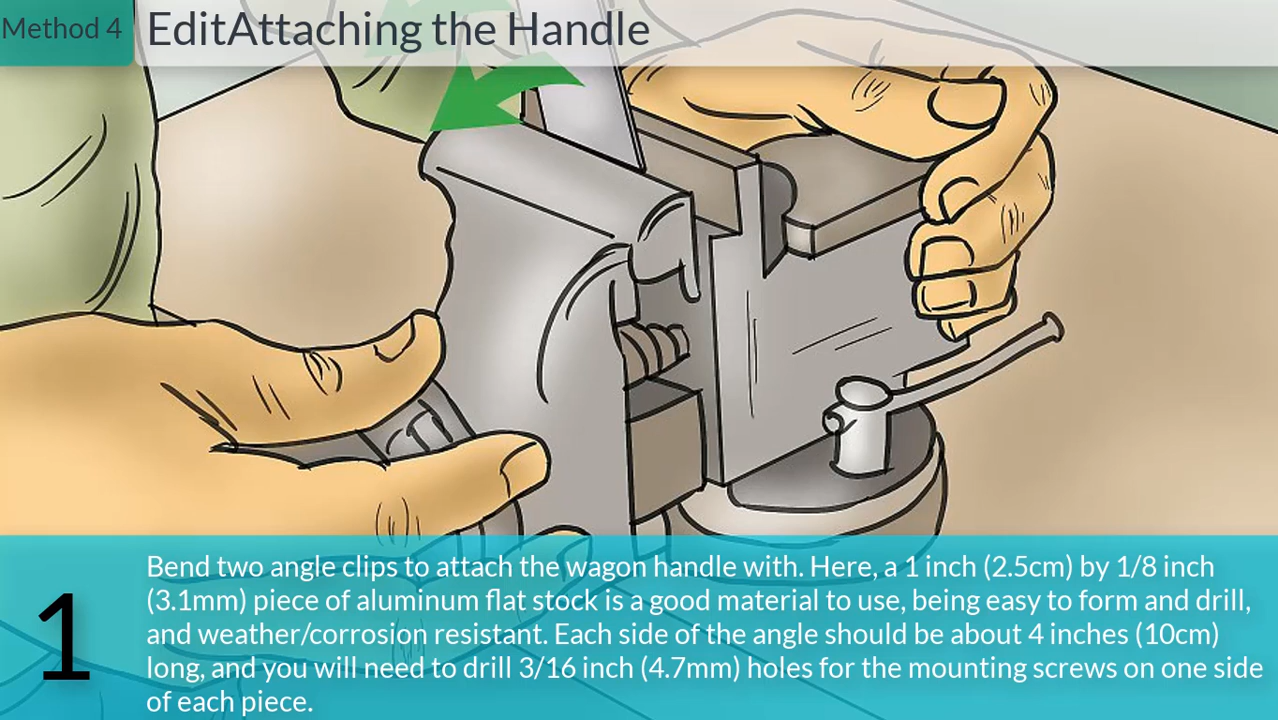 Method 4
EditAttaching the Handle
1
Bend two angle clips to attach the wagon handle with. Here, a 1 inch (2.5cm) by 1/8 inch
(3.1mm) piece of aluminum flat stock is a good material to use, being easy to form and drill,
and weather/corrosion resistant. Each side of the angle should be about 4 inches (10cm)
long, and you will need to drill 3/16 inch (4.7mm) holes for the mounting screws on one side
of each piece.